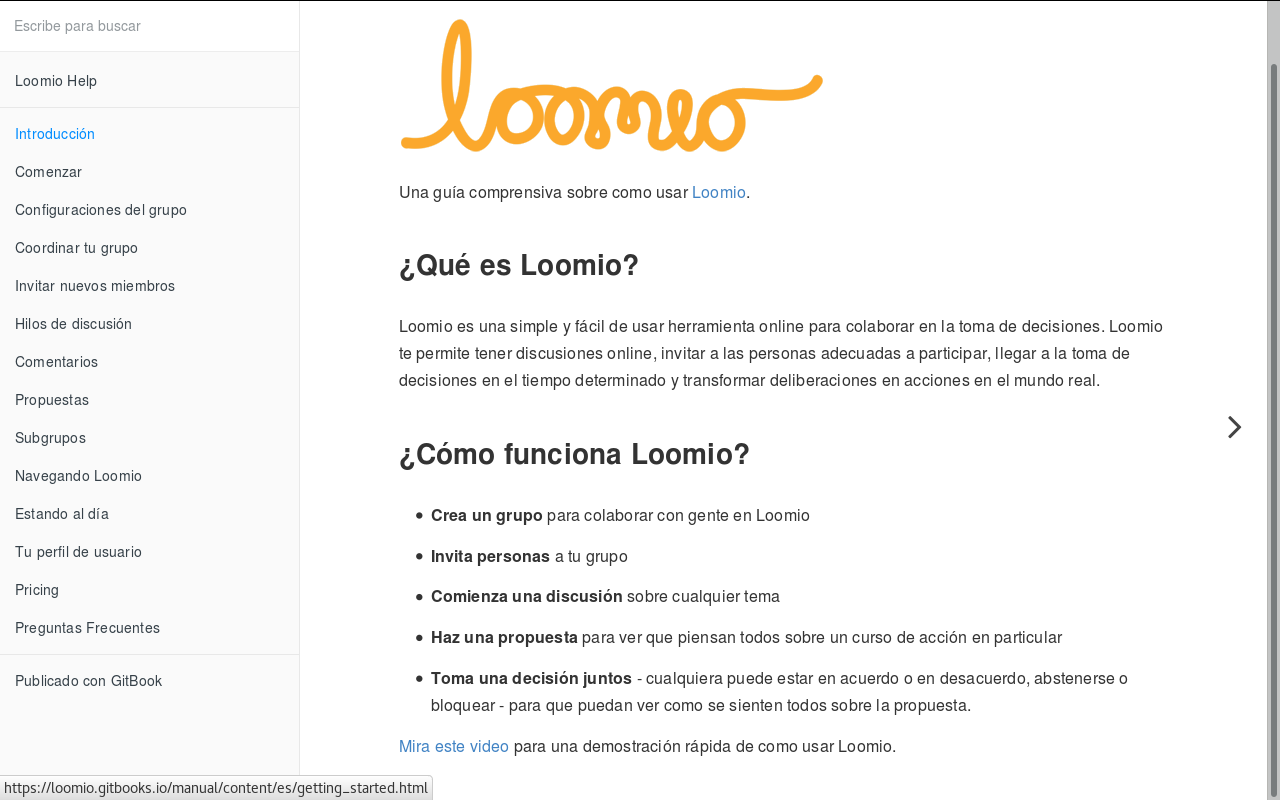 Escribe para buscar
Loomio Help
Introducción
Comenzar
Configuraciones del grupo
Coordinar tu grupo
Invitar nuevos miembros
Hilos de discusión
Comentarios
Propuestas
Subgrupos
Navegando Loomio
Estando al día
Tu perfil de usuario
Pricing
Preguntas Frecuentes
Publicado con GitBook
loomio
Una guía comprensiva sobre como usar Loomio.
¿Qué es Loomio?
Loomio es una simple y fácil de usar herramienta online para colaborar en la toma de decisiones. Loomio
te permite tener discusiones online, invitar a las personas adecuadas a participar, llegar a la toma de
decisiones en el tiempo determinado y transformar deliberaciones en acciones en el mundo real.
¿Cómo funciona Loomio?
• Crea un grupo para colaborar con gente en Loomio
• Invita personas a tu grupo
• Comienza una discusión sobre cualquier tema
• Haz una propuesta para ver que piensan todos sobre un curso de acción en particular
• Toma una decisión juntos - cualquiera puede estar en acuerdo o en desacuerdo, abstenerse o
bloquear - para que puedan ver como se sienten todos sobre la propuesta.
Mira este video para una demostración rápida de como usar Loomio.
https://loomio.gitbooks.io/manual/content/es/getting_started.html